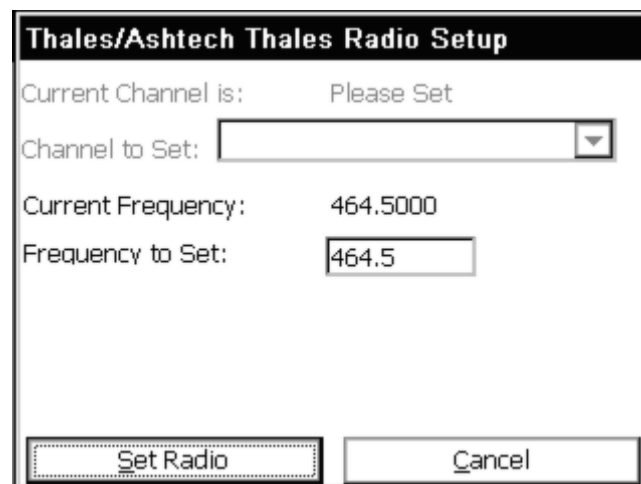 Thales/Ashtech Thales Radio Setup
Current Channel is: Please Set
Channel to Set:
Current Frequency: 464.5000
Frequency to Set: 464.5
Set Radio Cancel